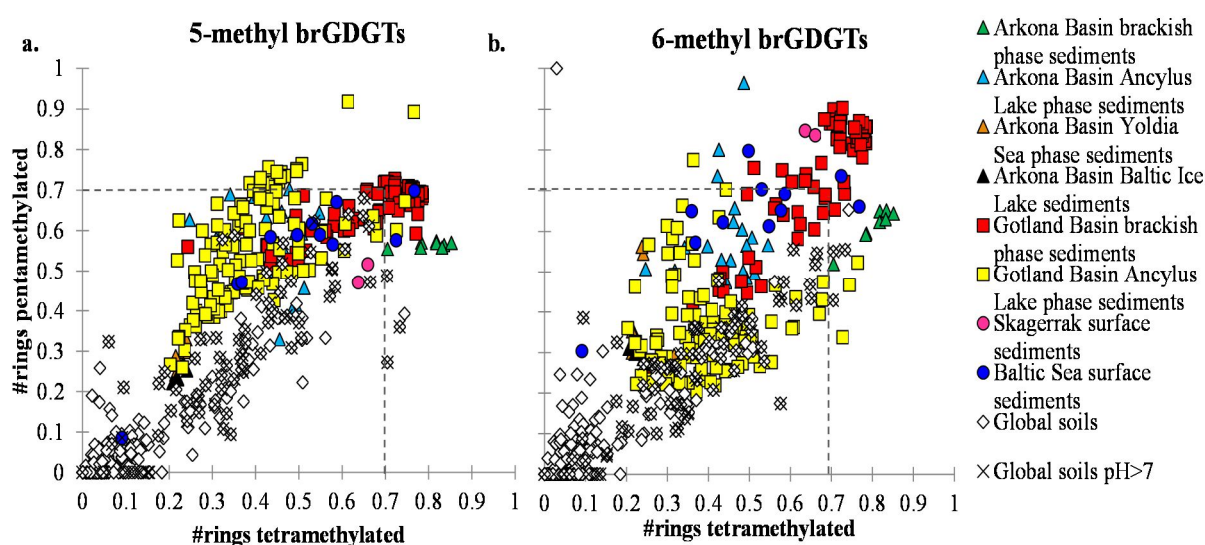 a.
5-methyl brGDGTs
#rings pentamethylated
1
0.9
0.8
0.7
0.6
0.5
0.4
0.3
0.2
0.1
0
0 0.1 0.2 0.3 0.4 0.5 0.6 0.7 0.8 0.9 1
#rings tetramethylated
b.
6-methyl brGDGTs
1
0.9
0.8
0.7
0.6
0.5
0.4
0.3
0.2
0.1
0
0 0.1 0.2 0.3 0.4 0.5 0.6 0.7 0.8 0.9 1
#rings tetramethylated
Arkona Basin brackish
phase sediments
Arkona Basin Ancylus
Lake phase sediments
Arkona Basin Yoldia
Sea phase sediments
Arkona Basin Baltic Ice
Lake sediments
Gotland Basin brackish
phase sediments
Gotland Basin Ancylus
Lake phase sediments
Skagerrak surface
sediments
Baltic Sea surface
sediments
Global soils
Global soils pH>7